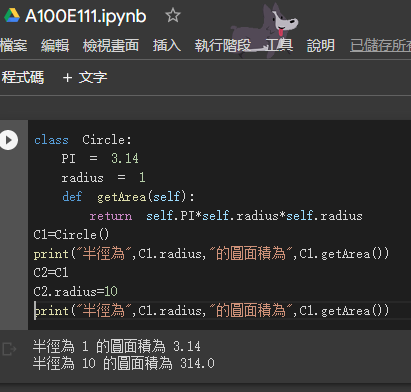 A100E111.ipynb
檔案 編輯 檢視畫面 插入 執行階段 工具 說明 已儲存所
程式碼 + 文字
class Circle:
    PI = 3.14
    radius = 1
    def getArea(self):
        return self.PI*self.radius*self.radius
C1=Circle()
print("半徑為",C1.radius,"的圓面積為",C1.getArea())
C2=C1
C2.radius=10
print("半徑為",C1.radius,"的圓面積為",C1.getArea())
半徑為 1 的圓面積為 3.14
半徑為 10 的圓面積為 314.0